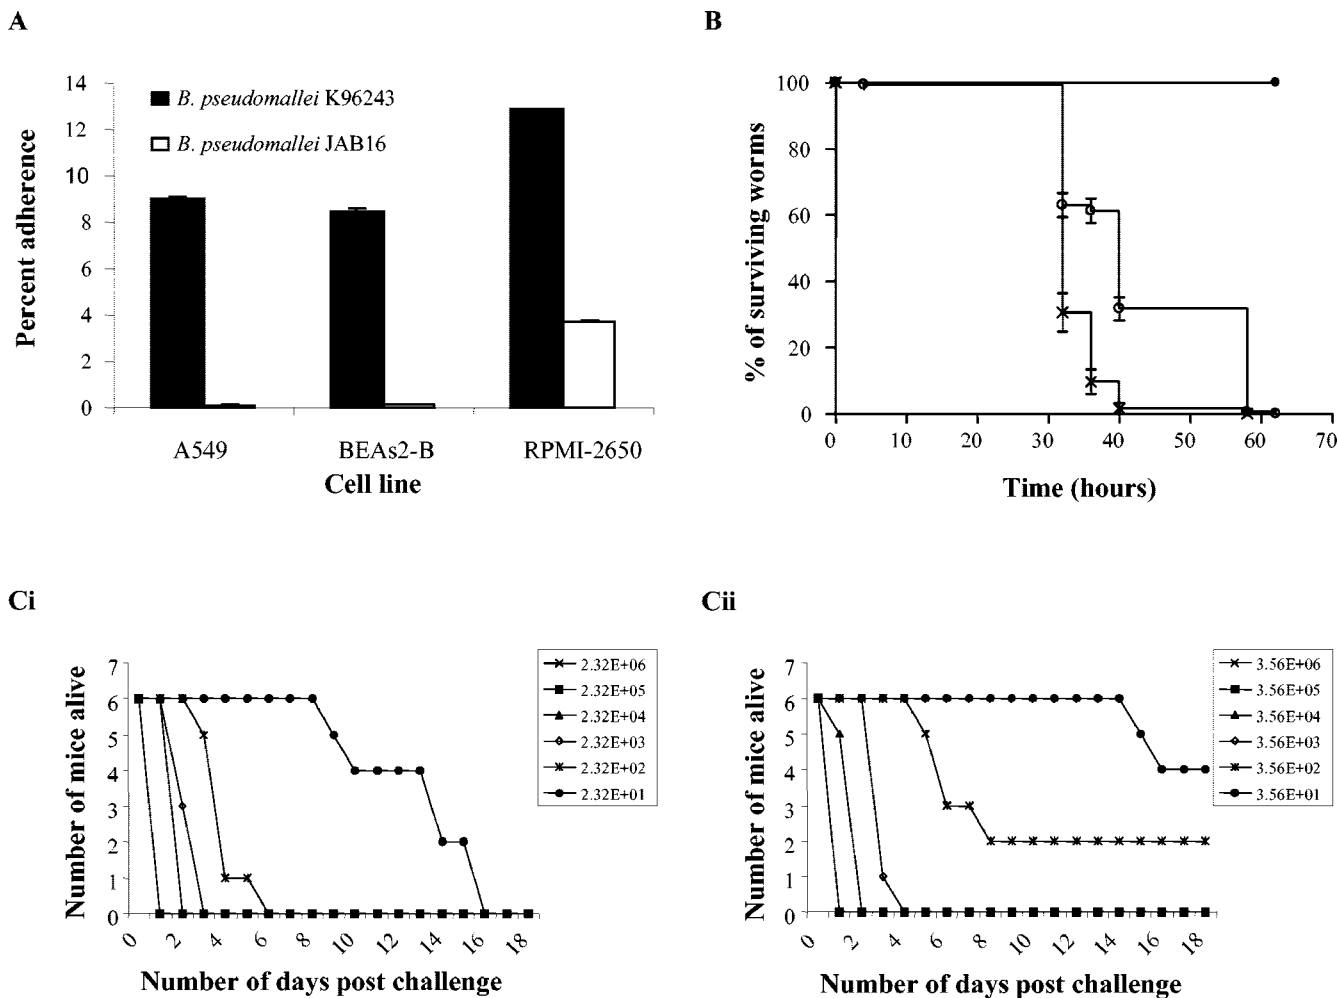 A
Percent adherence
14
12
10
8
6
4
2
0
B. pseudomallei K96243
B. pseudomallei JAB16
A549
BEAs2-B
RPMI-2650
Cell line
B
% of surviving worms
100
80
60
40
20
0
0
10
20
30
40
50
60
70
Time (hours)
Ci
Number of mice alive
7
6
5
4
3
2
1
0
0
2
4
6
8
10
12
14
16
18
Number of days post challenge
2.32E+06
2.32E+05
2.32E+04
2.32E+03
2.32E+02
2.32E+01
Cii
Number of mice alive
7
6
5
4
3
2
1
0
0
2
4
6
8
10
12
14
16
18
Number of days post challenge
3.56E+06
3.56E+05
3.56E+04
3.56E+03
3.56E+02
3.56E+01